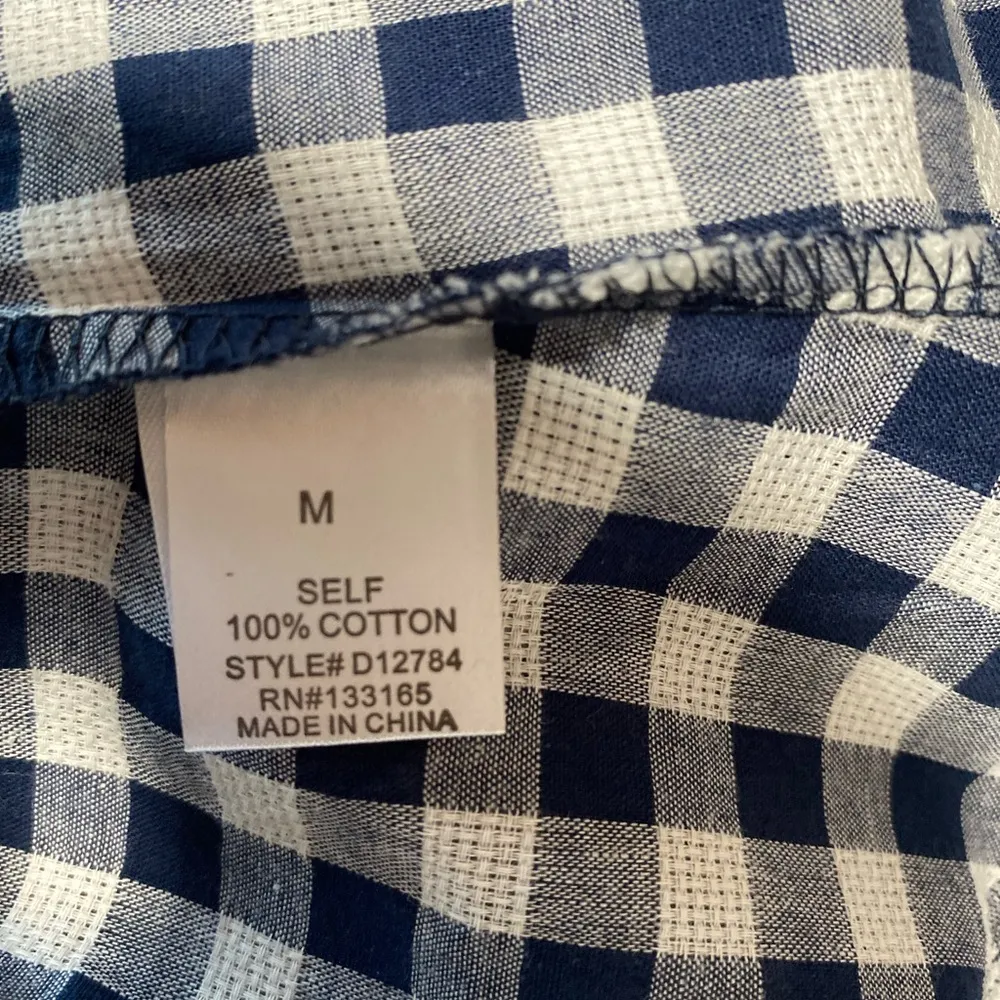 M
SELF
100% COTTON
STYLE# D12784
RN#133165
MADE IN CHINA